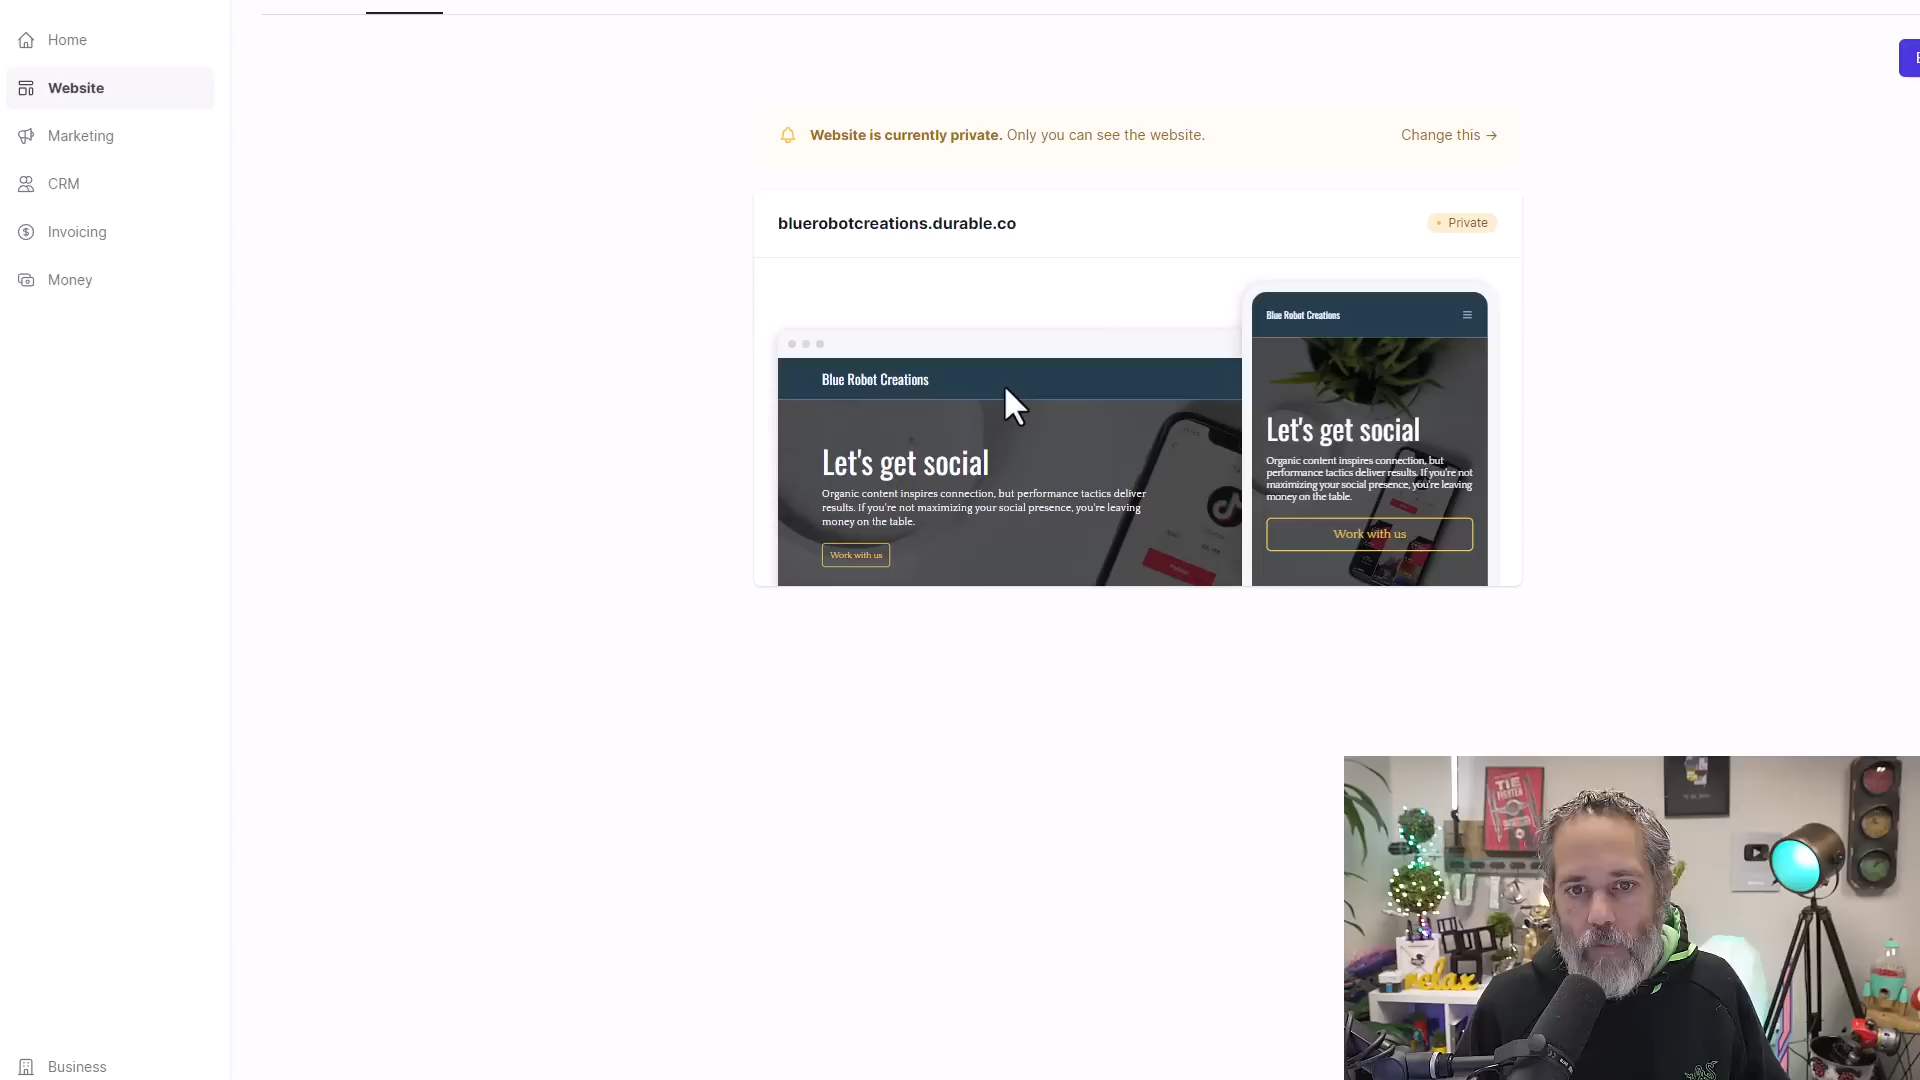 Home
Website
Marketing
CRM
Invoicing
Money
Business
Website is currently private. Only you can see the website.
Change this →
bluerobotcreations.durable.co
Private
Blue Robot Creations
Let's get social
Organic content inspires connection, but performance tactics deliver
results. If you're not maximizing your social presence, you're leaving
money on the table.
Work with us
Blue Robot Creations
Let's get social
Organic content inspires connection, but
performance tactics deliver results. If you're not
maximizing your social presence, you're leaving
money on the table.
Work with us
TIE
FIGHTER
relax